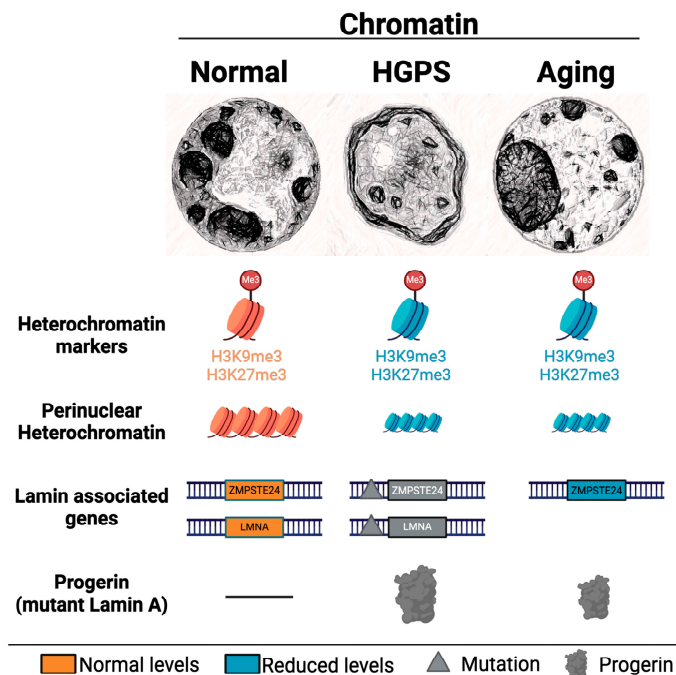 Chromatin
Normal HGPS Aging
Me3 Me3 Me3
Heterochromatin
markers
H3K9me3 H3K9me3 H3K9me3
H3K27me3 H3K27me3 H3K27me3
Perinuclear
Heterochromatin
Lamin associated
genes
ZMPSTE24 ZMPSTE24 ZMPSTE24
LMNA LMNA
Progerin
(mutant Lamin A)
Normal levels Reduced levels Mutation Progerin